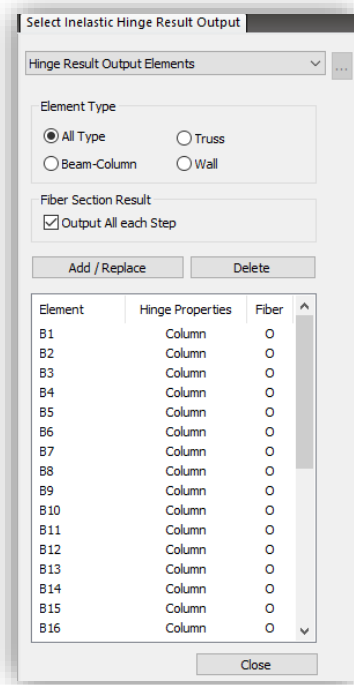 Select Inelastic Hinge Result Output
Hinge Result Output Elements
...
Element Type
All Type Truss
Beam-Column Wall
Fiber Section Result
Output All each Step
Add / Replace Delete
Element Hinge Properties Fiber
B1 Column O
B2 Column O
B3 Column O
B4 Column O
B5 Column O
B6 Column O
B7 Column O
B8 Column O
B9 Column O
B10 Column O
B11 Column O
B12 Column O
B13 Column O
B14 Column O
B15 Column O
B16 Column O
Close